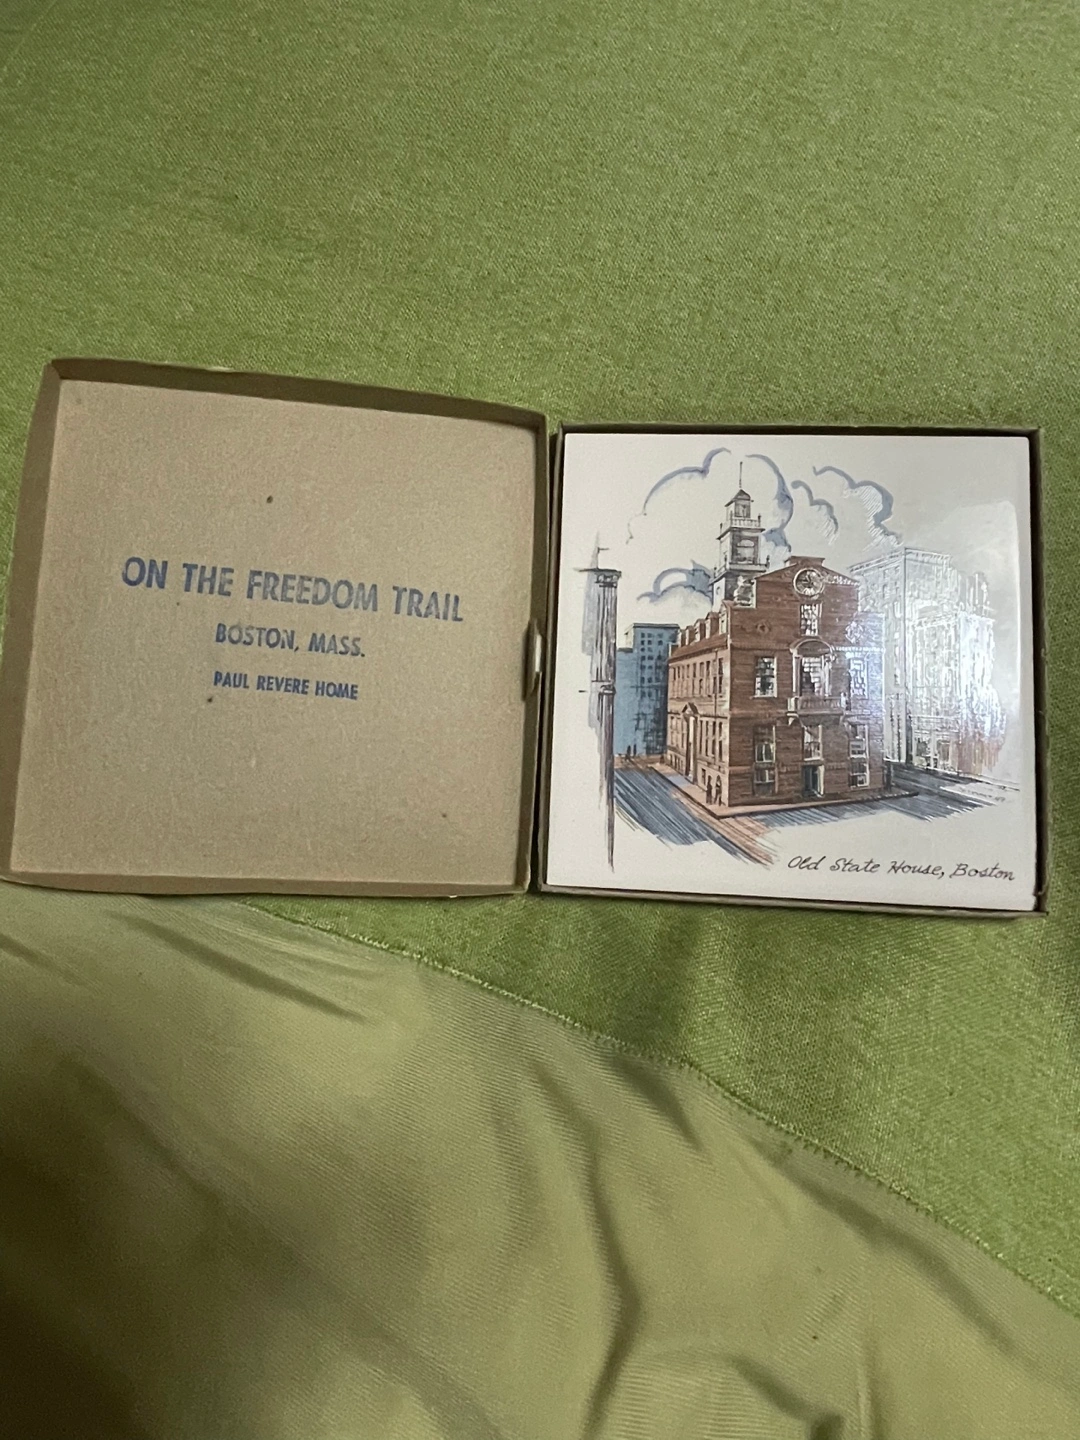 ON THE FREEDOM TRAIL
BOSTON, MASS.
PAUL REVERE HOME
Old State House, Boston